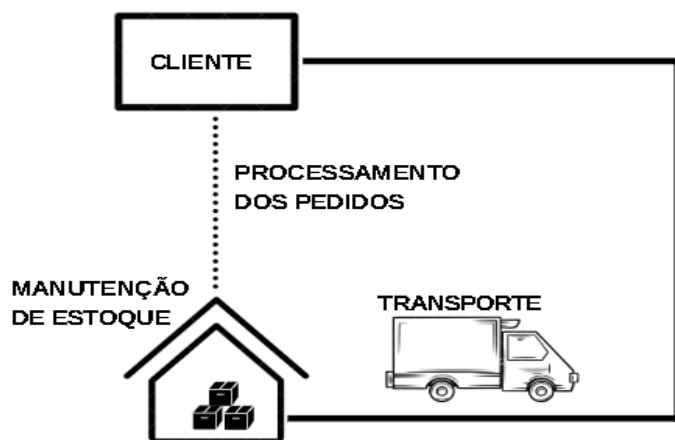 CLIENTE
PROCESSAMENTO
DOS PEDIDOS
MANUTENÇÃO
DE ESTOQUE
TRANSPORTE